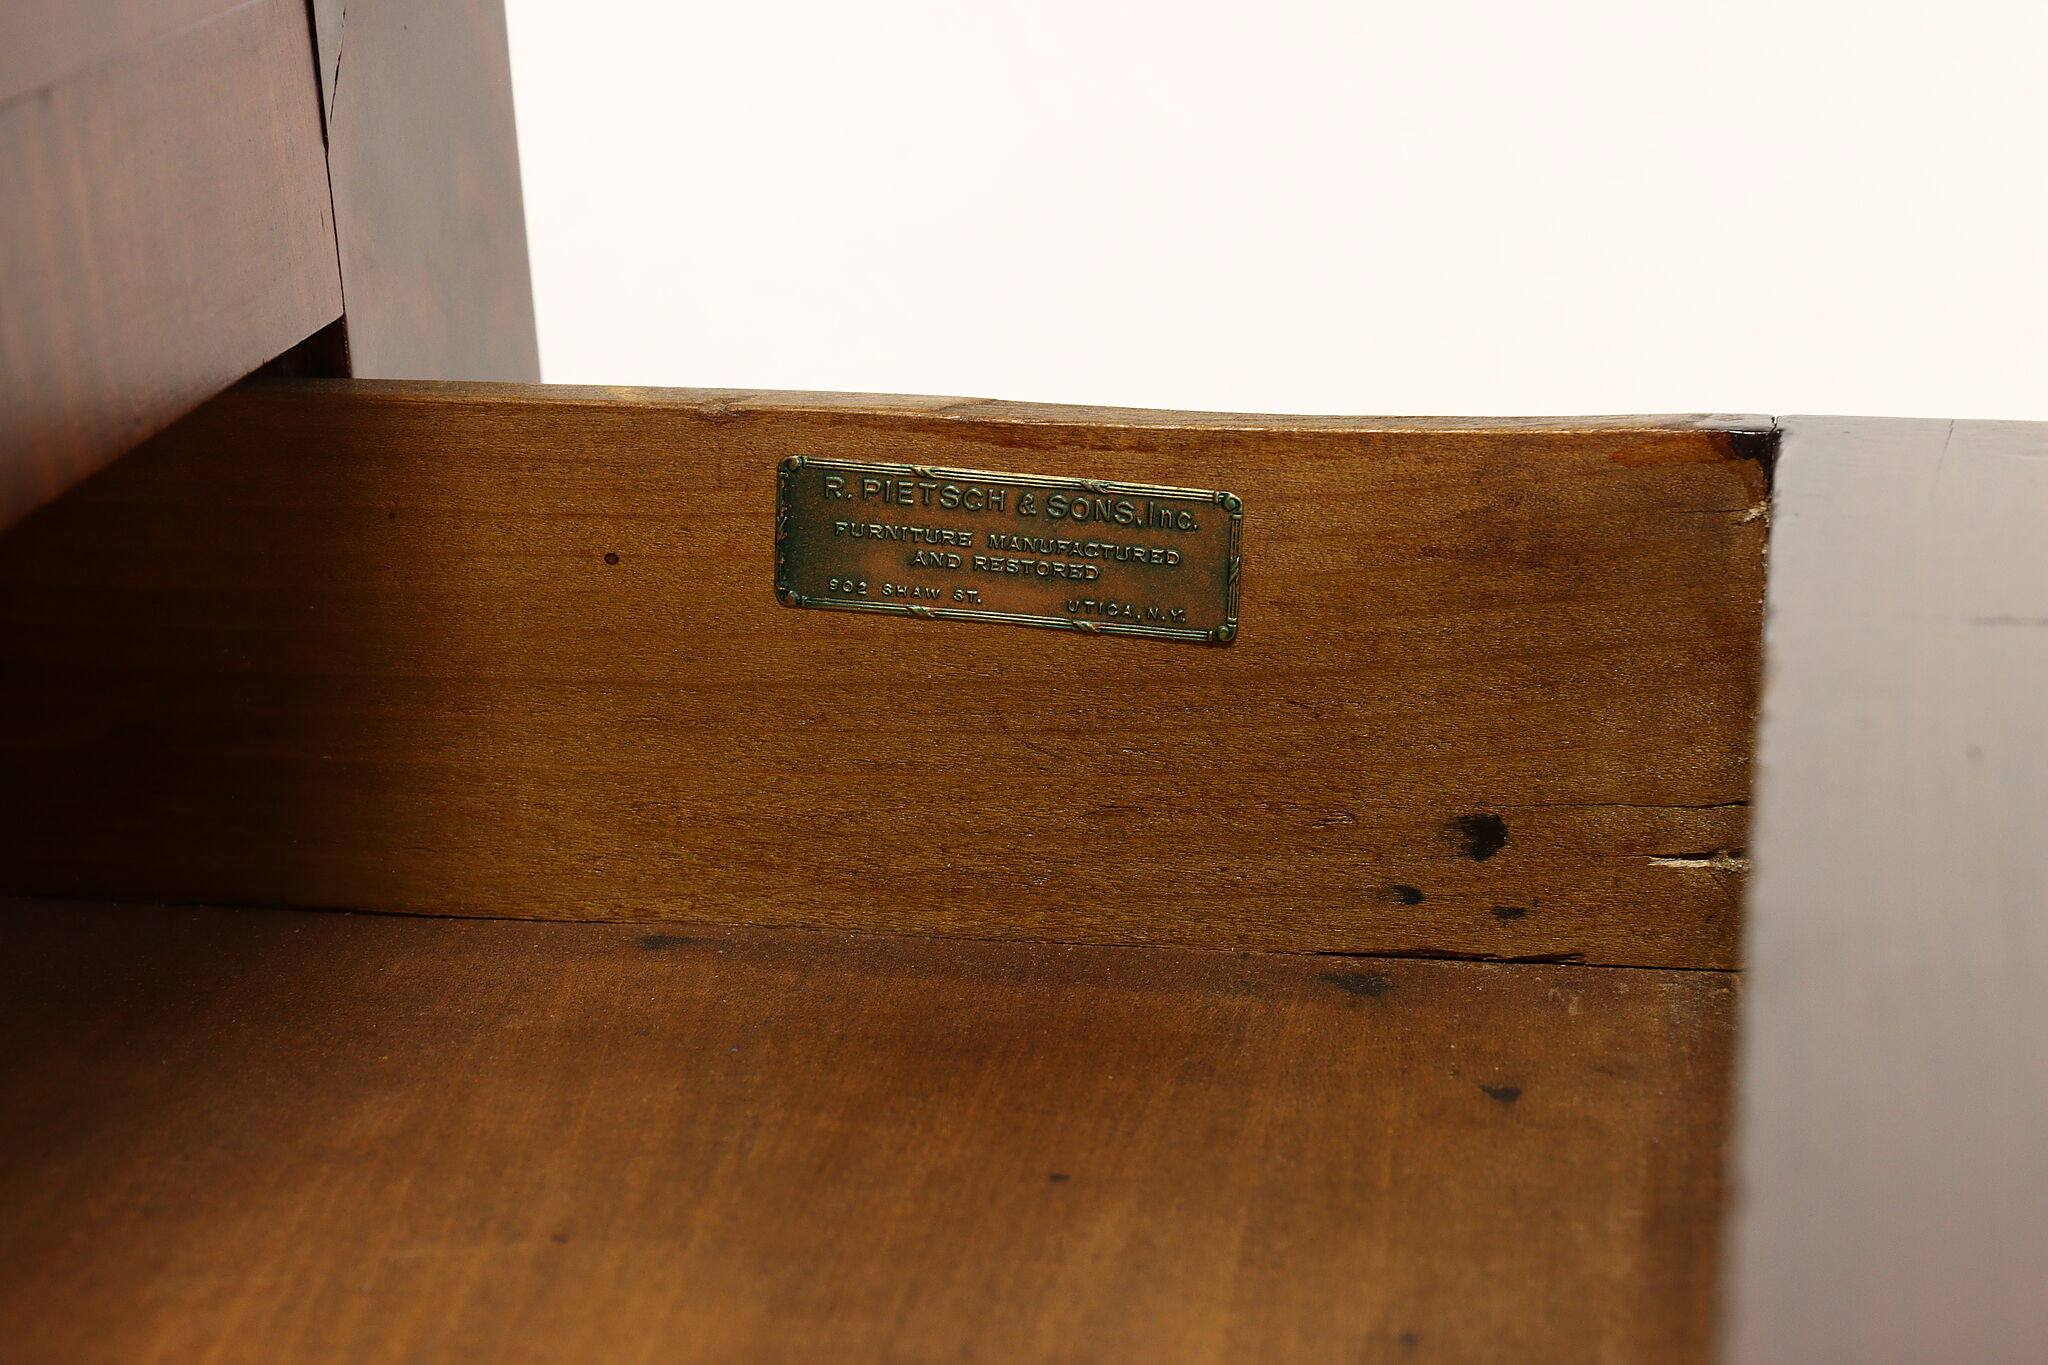 R. PIETSCH & SONS, Inc.
FURNITURE MANUFACTURED
AND RESTORED
902 SHAW ST. UTICA, N.Y.